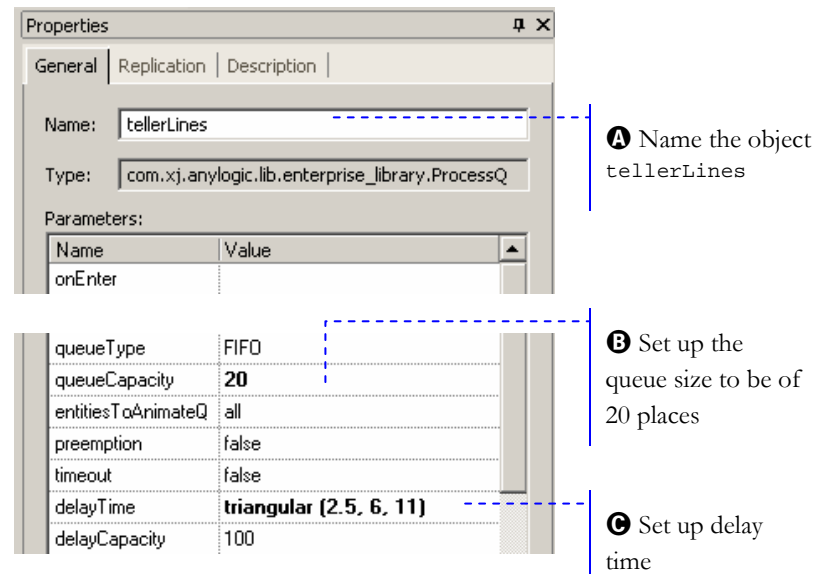 Properties
General Replication Description
Name: tellerLines
Type: com.xj.anylogic.lib.enterprise_library.ProcessQ
Parameters:
Name Value
onEnter
queueType FIFO
queueCapacity 20
entitiesToAnimateQ all
preemption false
timeout false
delayTime triangular (2.5, 6, 11)
delayCapacity 100
A Name the object
tellerLines
B Set up the
queue size to be of
20 places
C Set up delay
time